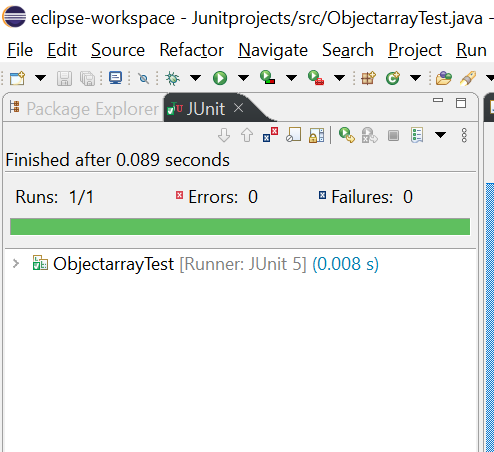 eclipse-workspace - Junitprojects/src/ObjectarrayTest.java -
File Edit Source Refactor Navigate Search Project Run
Package Explorer JUnit
Finished after 0.089 seconds
Runs: 1/1 Errors: 0 Failures: 0
ObjectarrayTest [Runner: JUnit 5] (0.008 s)